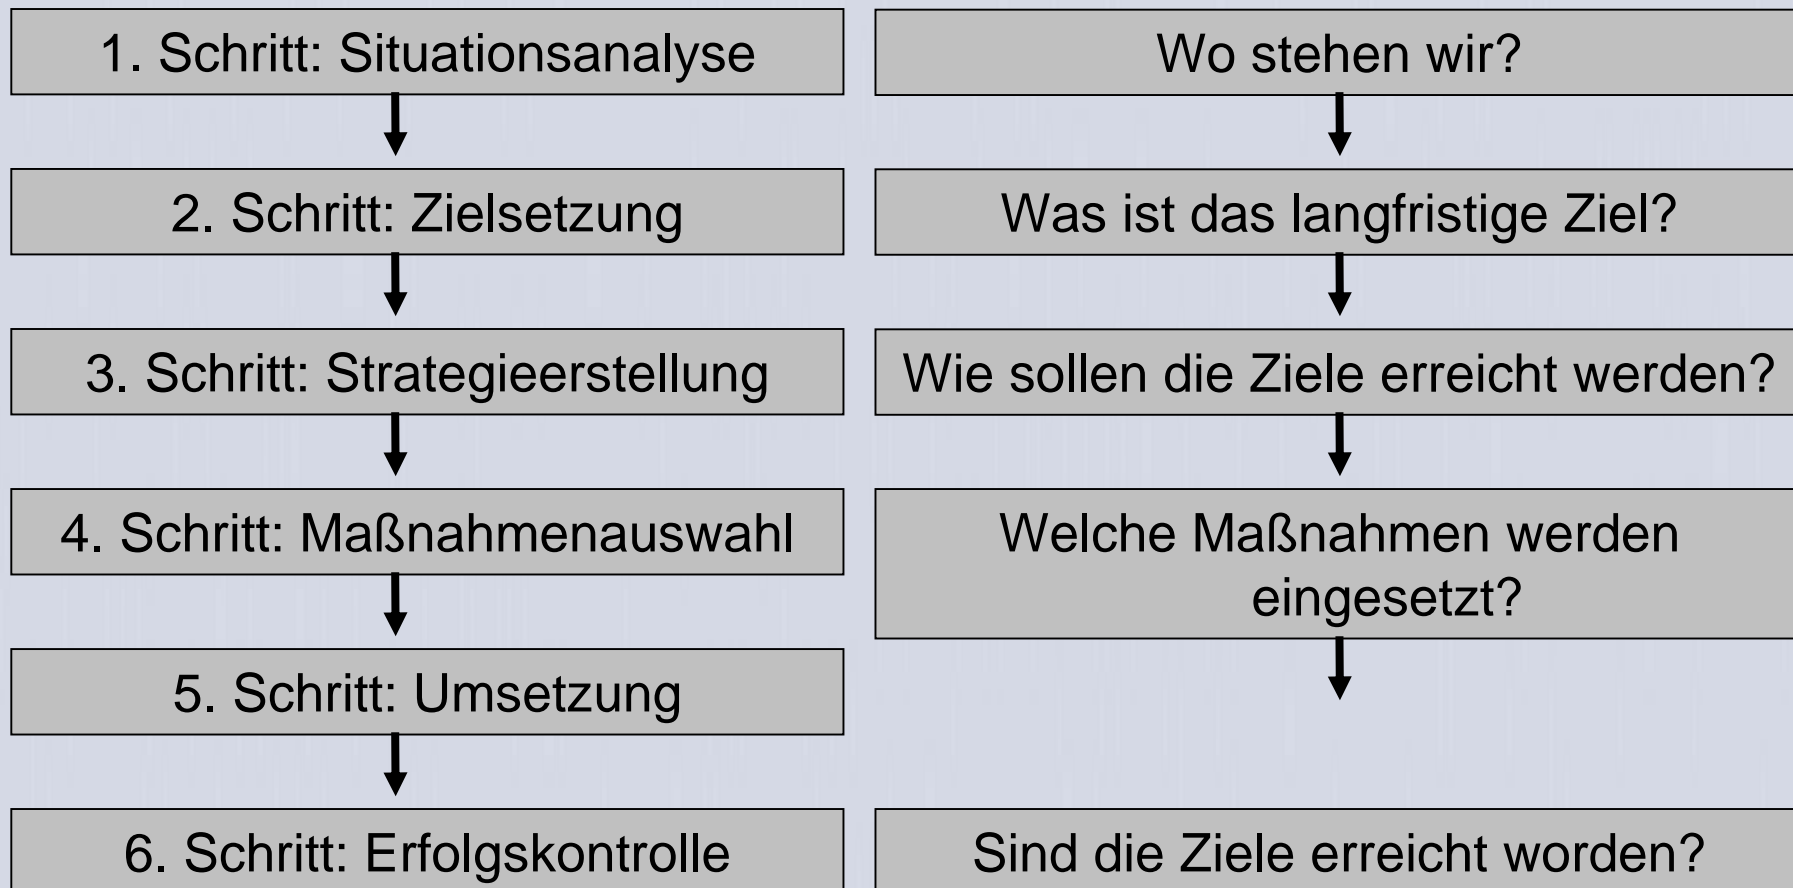 1. Schritt: Situationsanalyse
Wo stehen wir?
2. Schritt: Zielsetzung
Was ist das langfristige Ziel?
3. Schritt: Strategieerstellung
Wie sollen die Ziele erreicht werden?
4. Schritt: Maßnahmenauswahl
Welche Maßnahmen werden
eingesetzt?
5. Schritt: Umsetzung
6. Schritt: Erfolgskontrolle
Sind die Ziele erreicht worden?